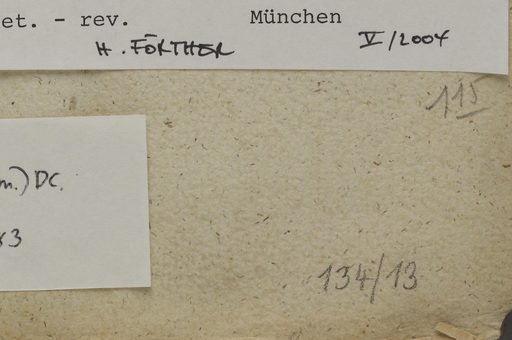 et. - rev. München
H. FÖRTHER V/2004
115
m.) DC.
3
134/13